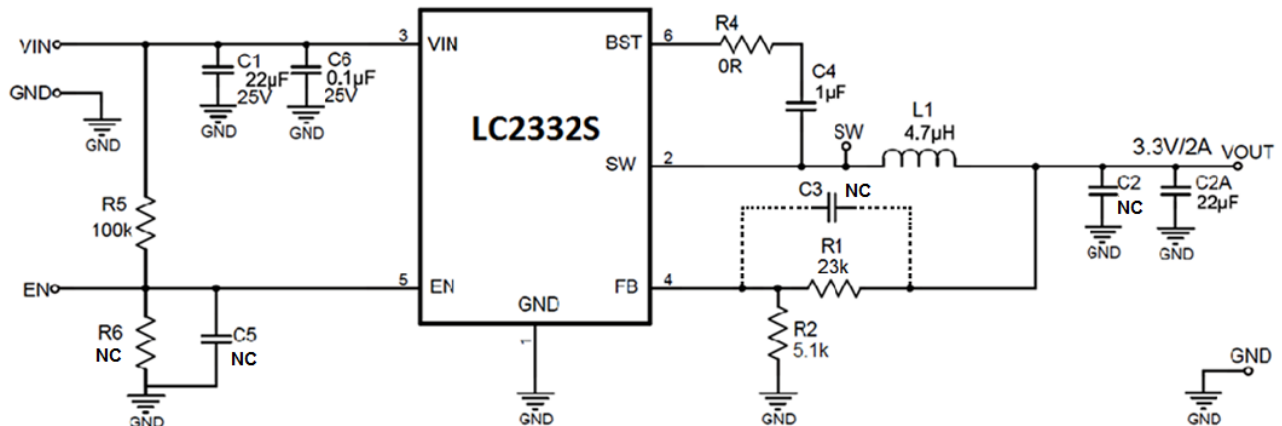 VIN
GND
GND
C1
22µF
25V
GND
C6
0.1µF
25V
GND
3
VIN
LC2332S
BST
6
R4
0R
C4
1µF
SW
2
SW
L1
4.7µH
3.3V/2A
VOUT
C2
NC
GND
C2A
22µF
GND
C3
NC
R1
23k
R5
100k
EN
5
EN
FB
4
GND
1
GND
R6
NC
C5
NC
GND
R2
5.1k
GND
GND
GND